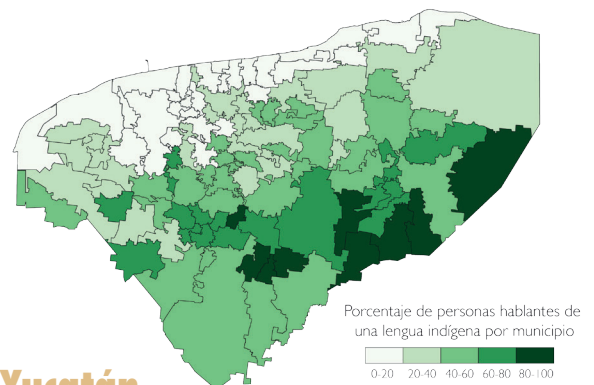 Porcentaje de personas hablantes de
una lengua indígena por municipio
0-20 20-40 40-60 60-80 80-100
Yucatán